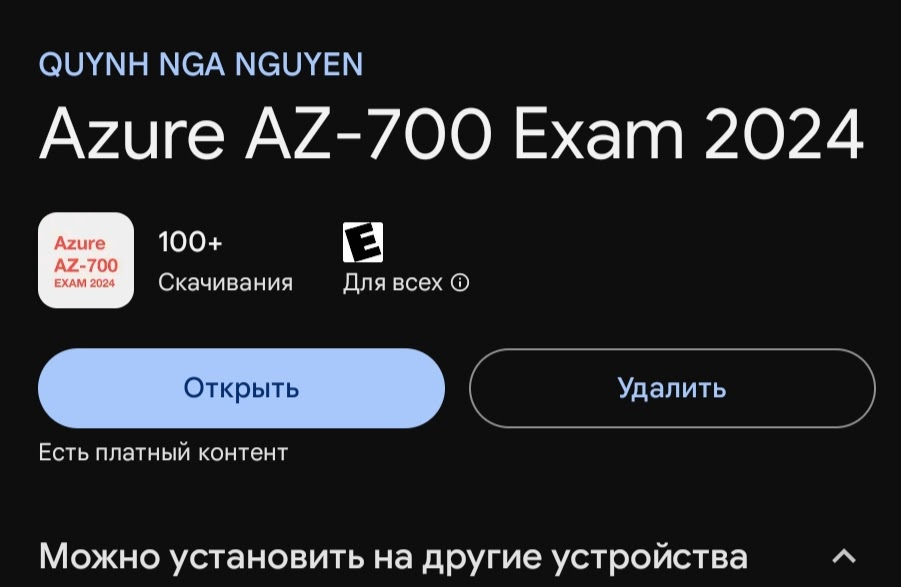 QUYNH NGA NGUYEN
Azure AZ-700 Exam 2024
Azure
AZ-700
EXAM 2024
100+
Скачивания
E
Для всех
Открыть
Удалить
Есть платный контент
Можно установить на другие устройства